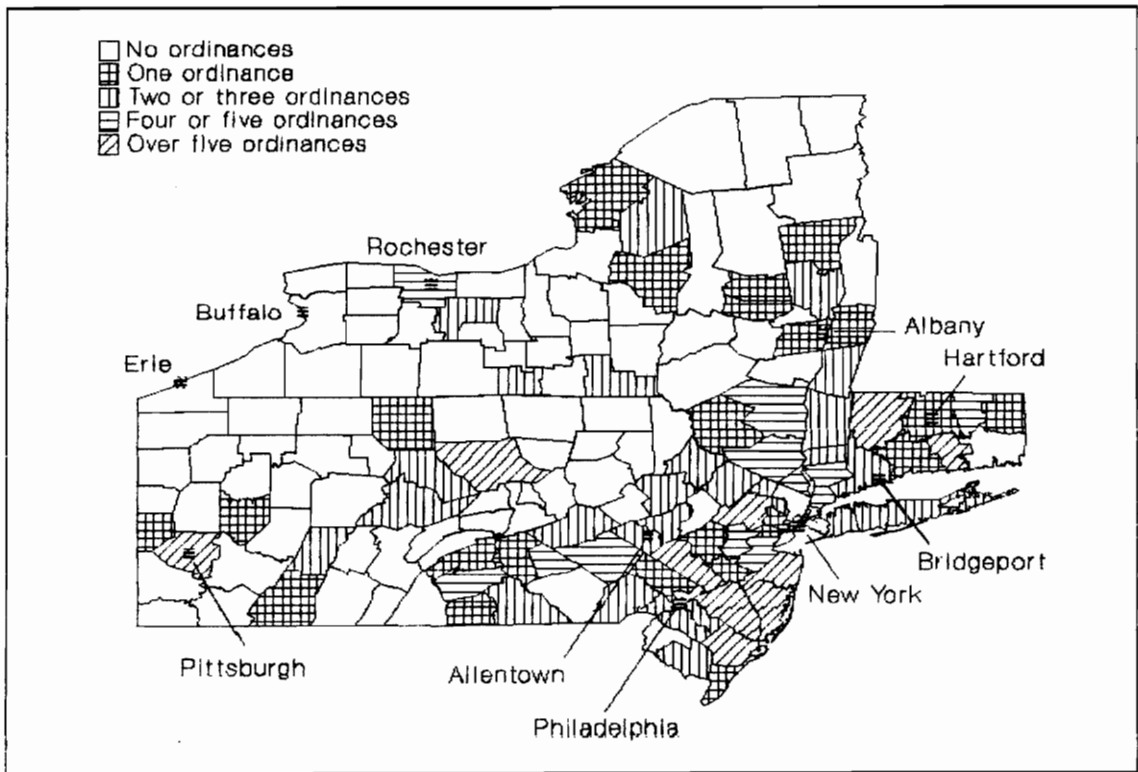 No ordinances
One ordinance
Two or three ordinances
Four or five ordinances
Over five ordinances
Rochester
Buffalo
Albany
Erie
Hartford
Bridgeport
New York
Pittsburgh
Allentown
Philadelphia